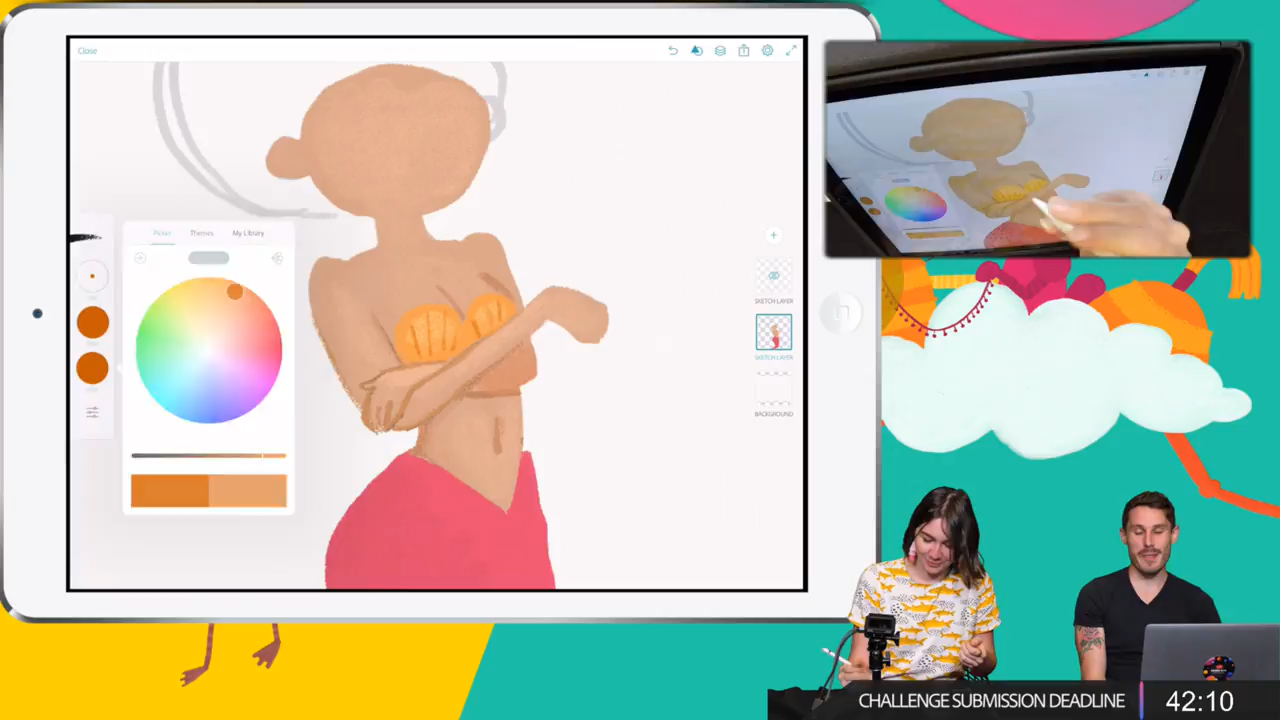 Close
Picker Themes My Library
SKETCH LAYER
SKETCH LAYER
BACKGROUND
CHALLENGE SUBMISSION DEADLINE 42:10